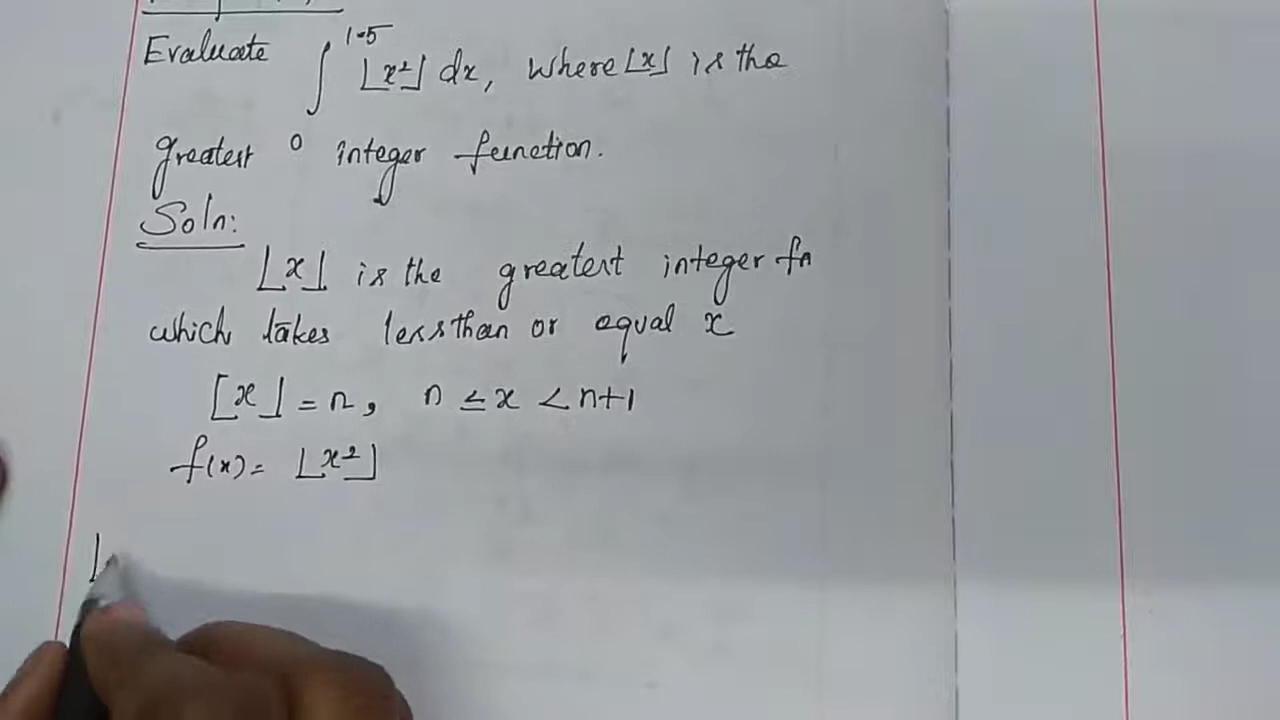 Evaluate ∫₀^1.5 ⌊x²⌋ dx, where ⌊x⌋ is the
greatest integer function.
Soln:
⌊x⌋ is the greatest integer fn
which takes less than or equal x
[x⌋ = n, n ≤ x < n+1
f(x) = ⌊x²⌋